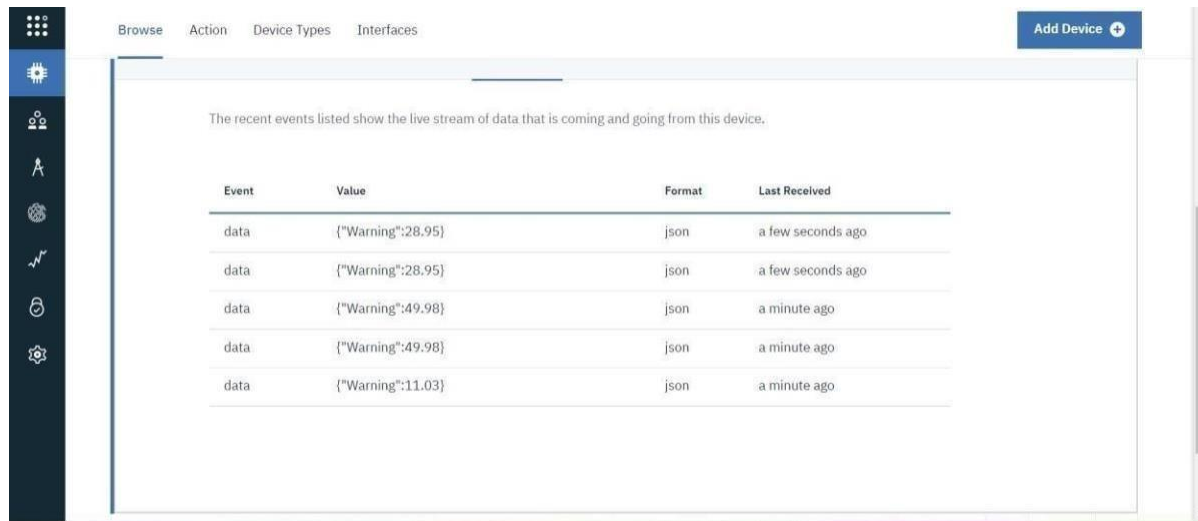 Browse Action Device Types Interfaces Add Device
The recent events listed show the live stream of data that is coming and going from this device.
Event Value Format Last Received
data {"Warning":28.95} json a few seconds ago
data {"Warning":28.95} json a few seconds ago
data {"Warning":49.98} json a minute ago
data {"Warning":49.98} json a minute ago
data {"Warning":11.03} json a minute ago